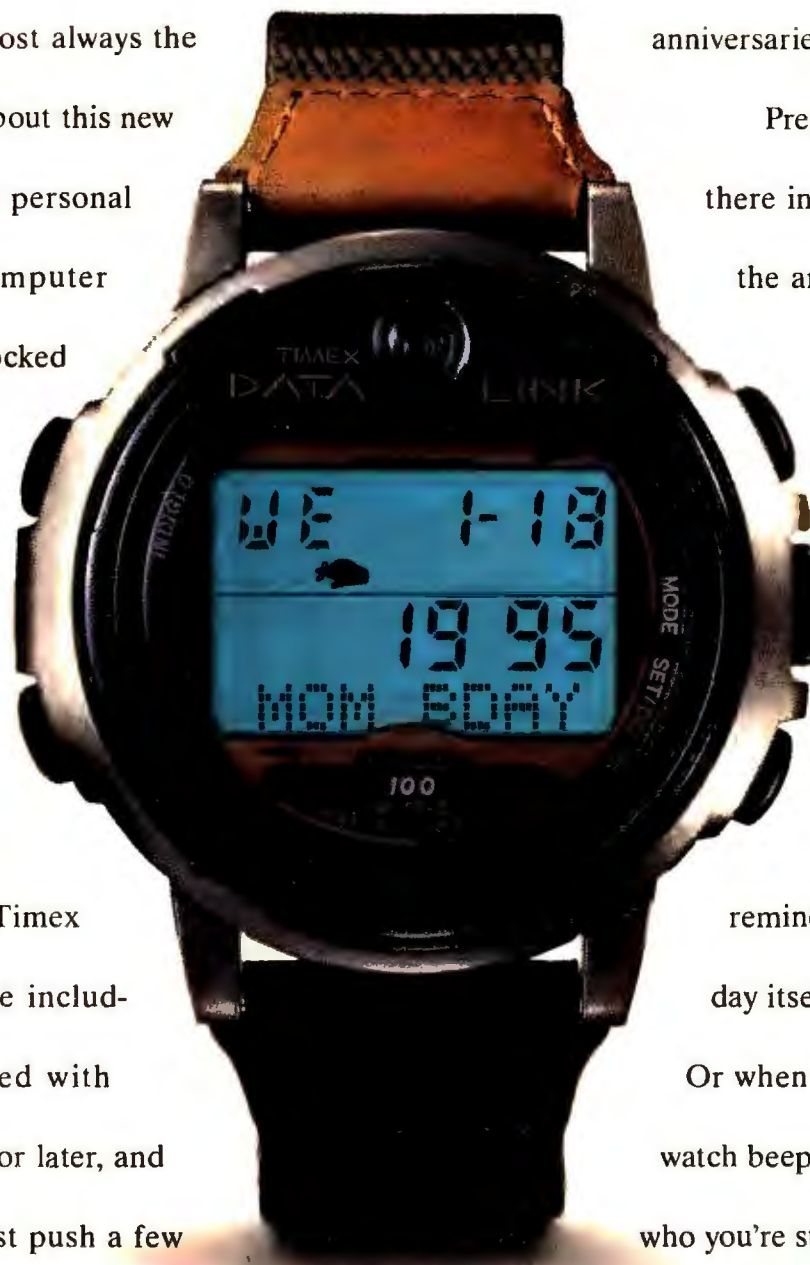 ost always the
bout this new
personal
mputer
ocked
Timex
e includ-
ed with
or later, and
st push a few
TIMEX
DATA LINK
INDIGLO
WE 1-18
1995
MOM BDAY
MODE SET/
100
anniversarie
Pre
there in
the a
remin
day itse
Or when
watch beep
who you're s